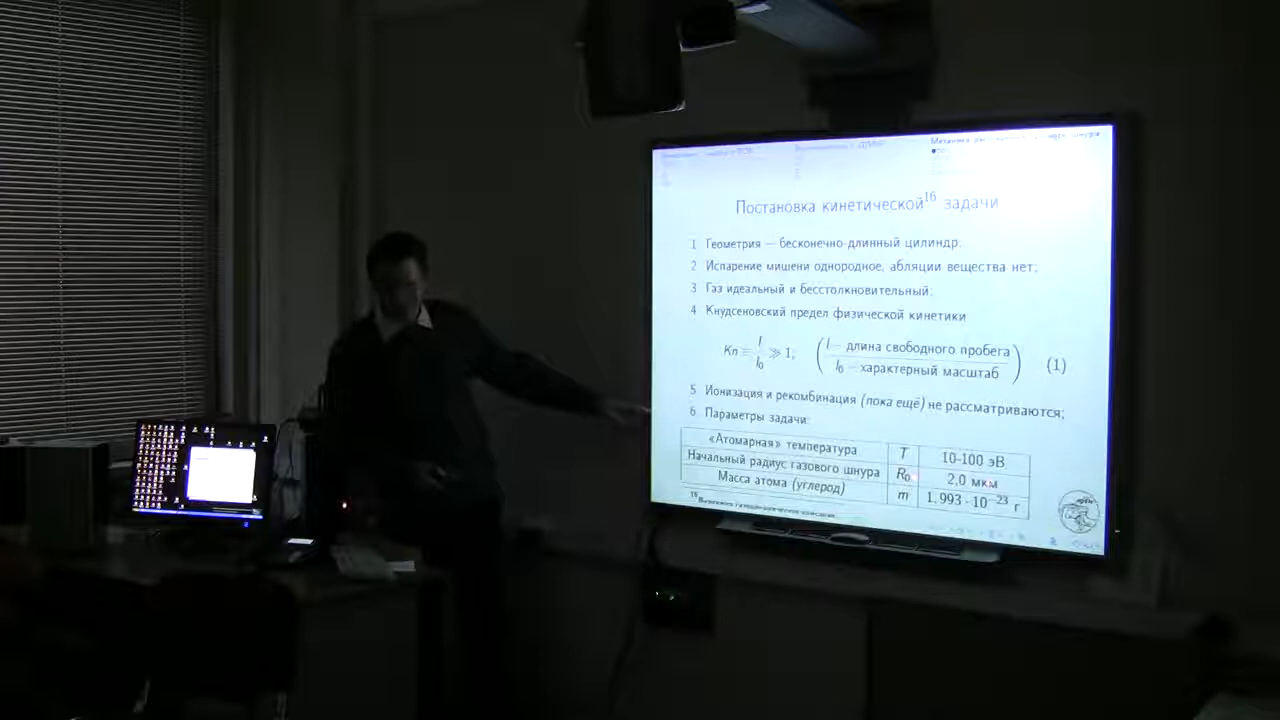 Постановка кинетической¹⁶ задачи
1 Геометрия — бесконечно-длинный цилиндр;
2 Испарение мишени однородное, абляции вещества нет;
3 Газ идеальный и бесстолкновительный;
4 Кнудсеновский предел физической кинетики
Kn = l/l₀ ≫ 1, (l — длина свободного пробега / l₀ — характерный масштаб) (1)
5 Ионизация и рекомбинация (пока ещё) не рассматриваются;
6 Параметры задачи:
«Атомарная» температура T 10-100 эВ
Начальный радиус газового шнура R₀ 2,0 мкм
Масса атома (углерод) m 1,993 · 10⁻²³ г